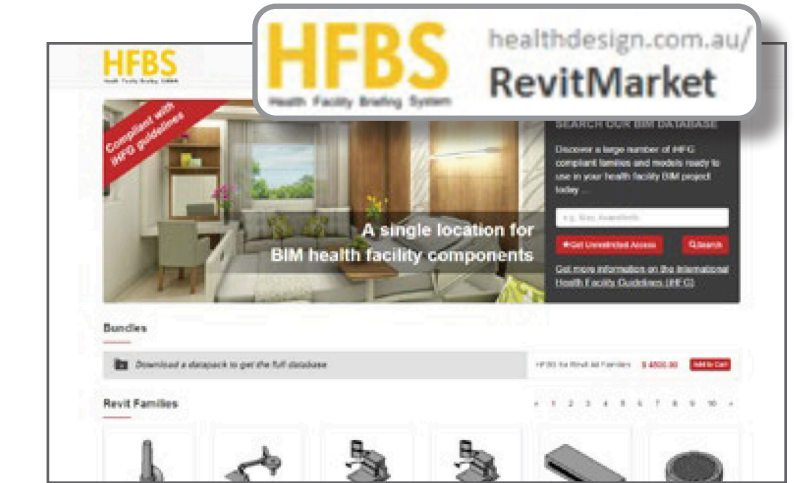 HFBS
Health Facility Briefing System
healthdesign.com.au/
RevitMarket
HFBS
Health Facility Briefing System
Compliant with
iHFG guidelines
A single location for
BIM health facility components
SEARCH OUR BIM DATABASE
Discover a large number of iHFG
compliant families and models ready to
use in your health facility BIM project
today ...
Get Unrestricted Access
Search
Get more information on the International
Health Facility Guidelines (iHFG)
Bundles
Download a datapack to get the full database
HFBS for Revit All Families $ 4500.00 Add to Cart
Revit Families
« 1 2 3 4 5 6 7 8 9 10 »